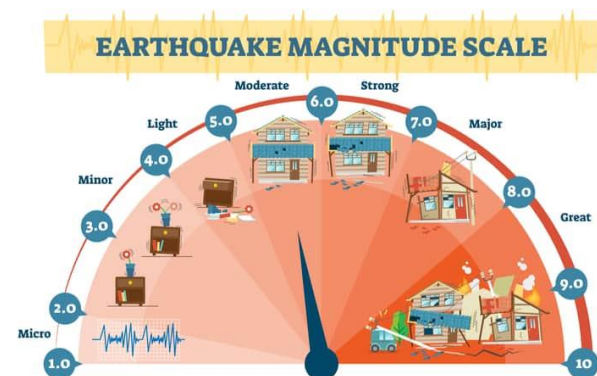 EARTHQUAKE MAGNITUDE SCALE
Micro
1.0
2.0
Minor
3.0
4.0
Light
5.0
Moderate
6.0
Strong
7.0
Major
8.0
Great
9.0
10